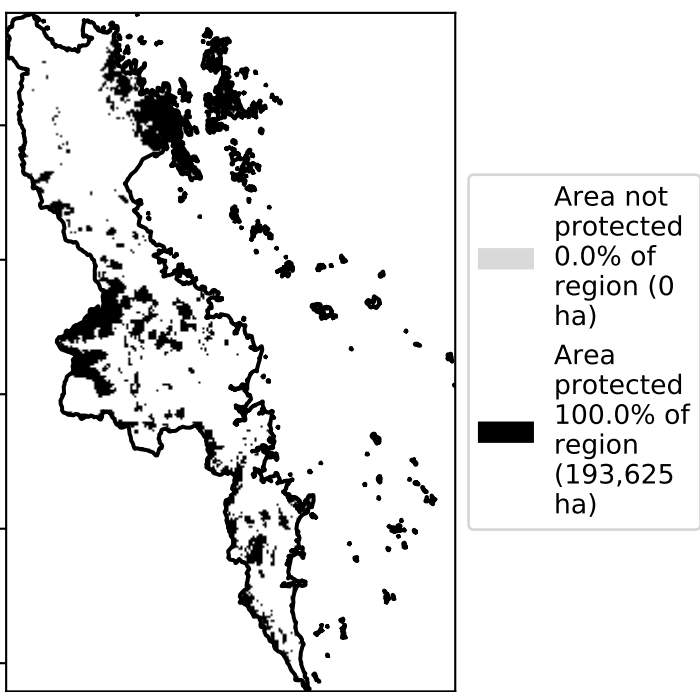 Area not
protected
0.0% of
region (0
ha)
Area
protected
100.0% of
region
(193,625
ha)